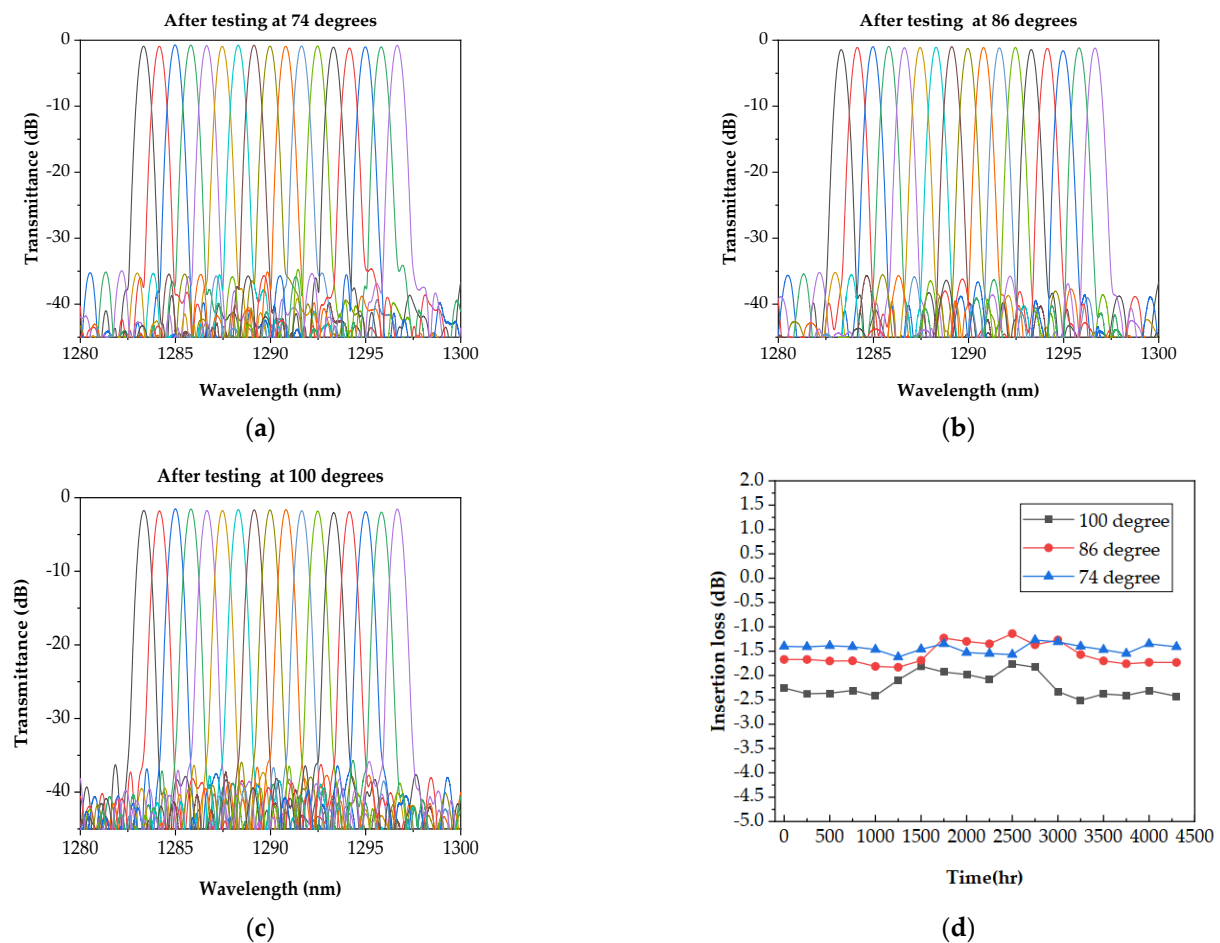 After testing at 74 degrees
0
-10
-20
-30
-40
Transmittance (dB)
1280 1285 1290 1295 1300
Wavelength (nm)
(a)
After testing at 86 degrees
0
-10
-20
-30
-40
Transmittance (dB)
1280 1285 1290 1295 1300
Wavelength (nm)
(b)
After testing at 100 degrees
0
-10
-20
-30
-40
Transmittance (dB)
1280 1285 1290 1295 1300
Wavelength (nm)
(c)
2.0
1.5
1.0
0.5
0.0
-0.5
-1.0
-1.5
-2.0
-2.5
-3.0
-3.5
-4.0
-4.5
-5.0
Insertion loss (dB)
100 degree
86 degree
74 degree
0 500 1000 1500 2000 2500 3000 3500 4000 4500
Time(hr)
(d)